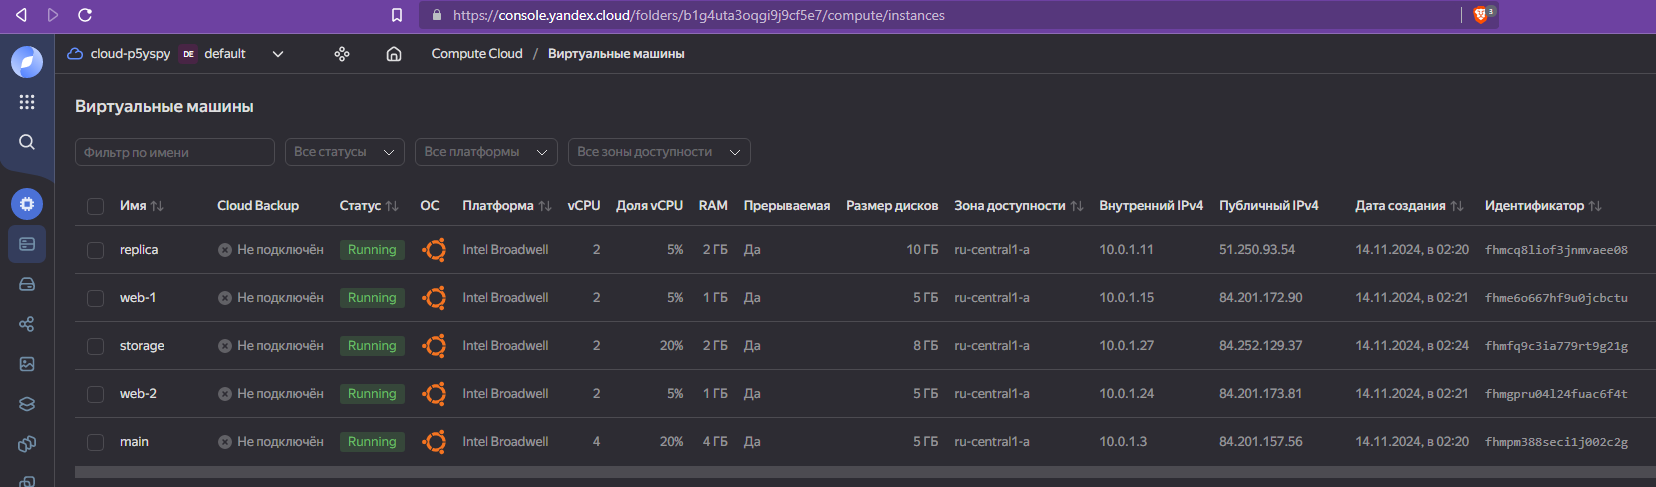 https://console.yandex.cloud/folders/b1g4uta3oqgi9j9cf5e7/compute/instances 3
cloud-p5yspy DE default Compute Cloud / Виртуальные машины
Виртуальные машины
Фильтр по имени Все статусы Все платформы Все зоны доступности
Имя Cloud Backup Статус ОС Платформа vCPU Доля vCPU RAM Прерываемая Размер дисков Зона доступности Внутренний IPv4 Публичный IPv4 Дата создания Идентификатор
replica Не подключён Running Intel Broadwell 2 5% 2 ГБ Да 10 ГБ ru-central1-a 10.0.1.11 51.250.93.54 14.11.2024, в 02:20 fhmcq8liof3jnmvaee08
web-1 Не подключён Running Intel Broadwell 2 5% 1 ГБ Да 5 ГБ ru-central1-a 10.0.1.15 84.201.172.90 14.11.2024, в 02:21 fhme6o667hf9u0jcbctu
storage Не подключён Running Intel Broadwell 2 20% 2 ГБ Да 8 ГБ ru-central1-a 10.0.1.27 84.252.129.37 14.11.2024, в 02:24 fhmfq9c3ia779rt9g21g
web-2 Не подключён Running Intel Broadwell 2 5% 1 ГБ Да 5 ГБ ru-central1-a 10.0.1.24 84.201.173.81 14.11.2024, в 02:21 fhmgpru04l24fuac6f4t
main Не подключён Running Intel Broadwell 4 20% 4 ГБ Да 5 ГБ ru-central1-a 10.0.1.3 84.201.157.56 14.11.2024, в 02:20 fhmpm388seci1j002c2g